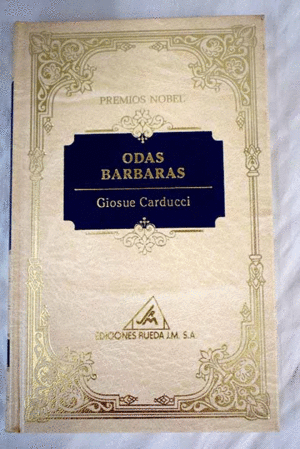 PREMIOS NOBEL
ODAS
BARBARAS
Giosue Carducci
EDICIONES RUEDA J.M. S.A.